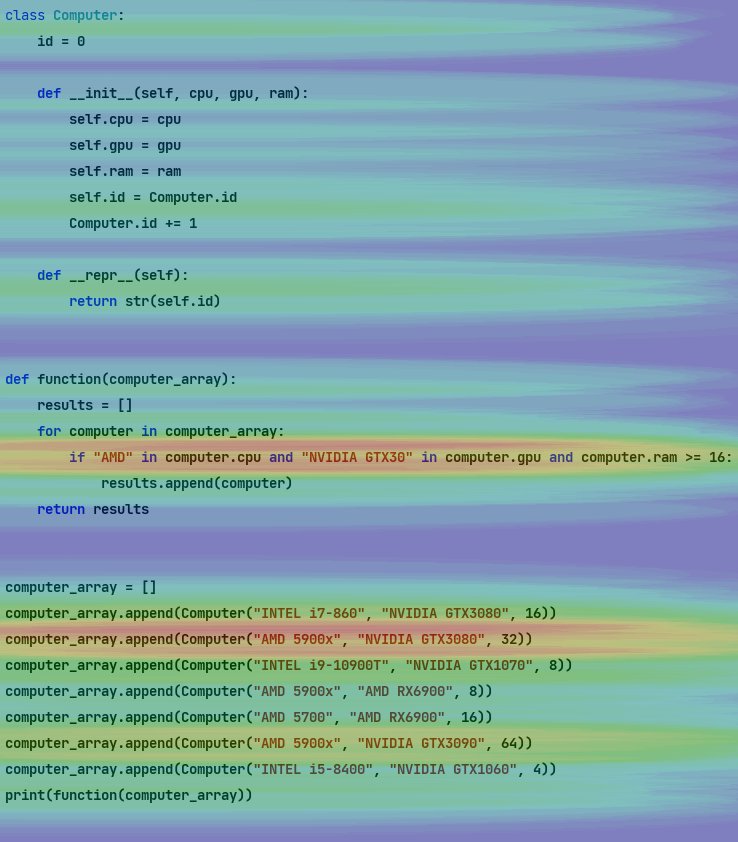 class Computer:
    id = 0
    def __init__(self, cpu, gpu, ram):
        self.cpu = cpu
        self.gpu = gpu
        self.ram = ram
        self.id = Computer.id
        Computer.id += 1
    def __repr__(self):
        return str(self.id)
def function(computer_array):
    results = []
    for computer in computer_array:
        if "AMD" in computer.cpu and "NVIDIA GTX30" in computer.gpu and computer.ram >= 16:
            results.append(computer)
    return results
computer_array = []
computer_array.append(Computer("INTEL i7-860", "NVIDIA GTX3080", 16))
computer_array.append(Computer("AMD 5900x", "NVIDIA GTX3080", 32))
computer_array.append(Computer("INTEL i9-10900T", "NVIDIA GTX1070", 8))
computer_array.append(Computer("AMD 5900x", "AMD RX6900", 8))
computer_array.append(Computer("AMD 5700", "AMD RX6900", 16))
computer_array.append(Computer("AMD 5900x", "NVIDIA GTX3090", 64))
computer_array.append(Computer("INTEL i5-8400", "NVIDIA GTX1060", 4))
print(function(computer_array))